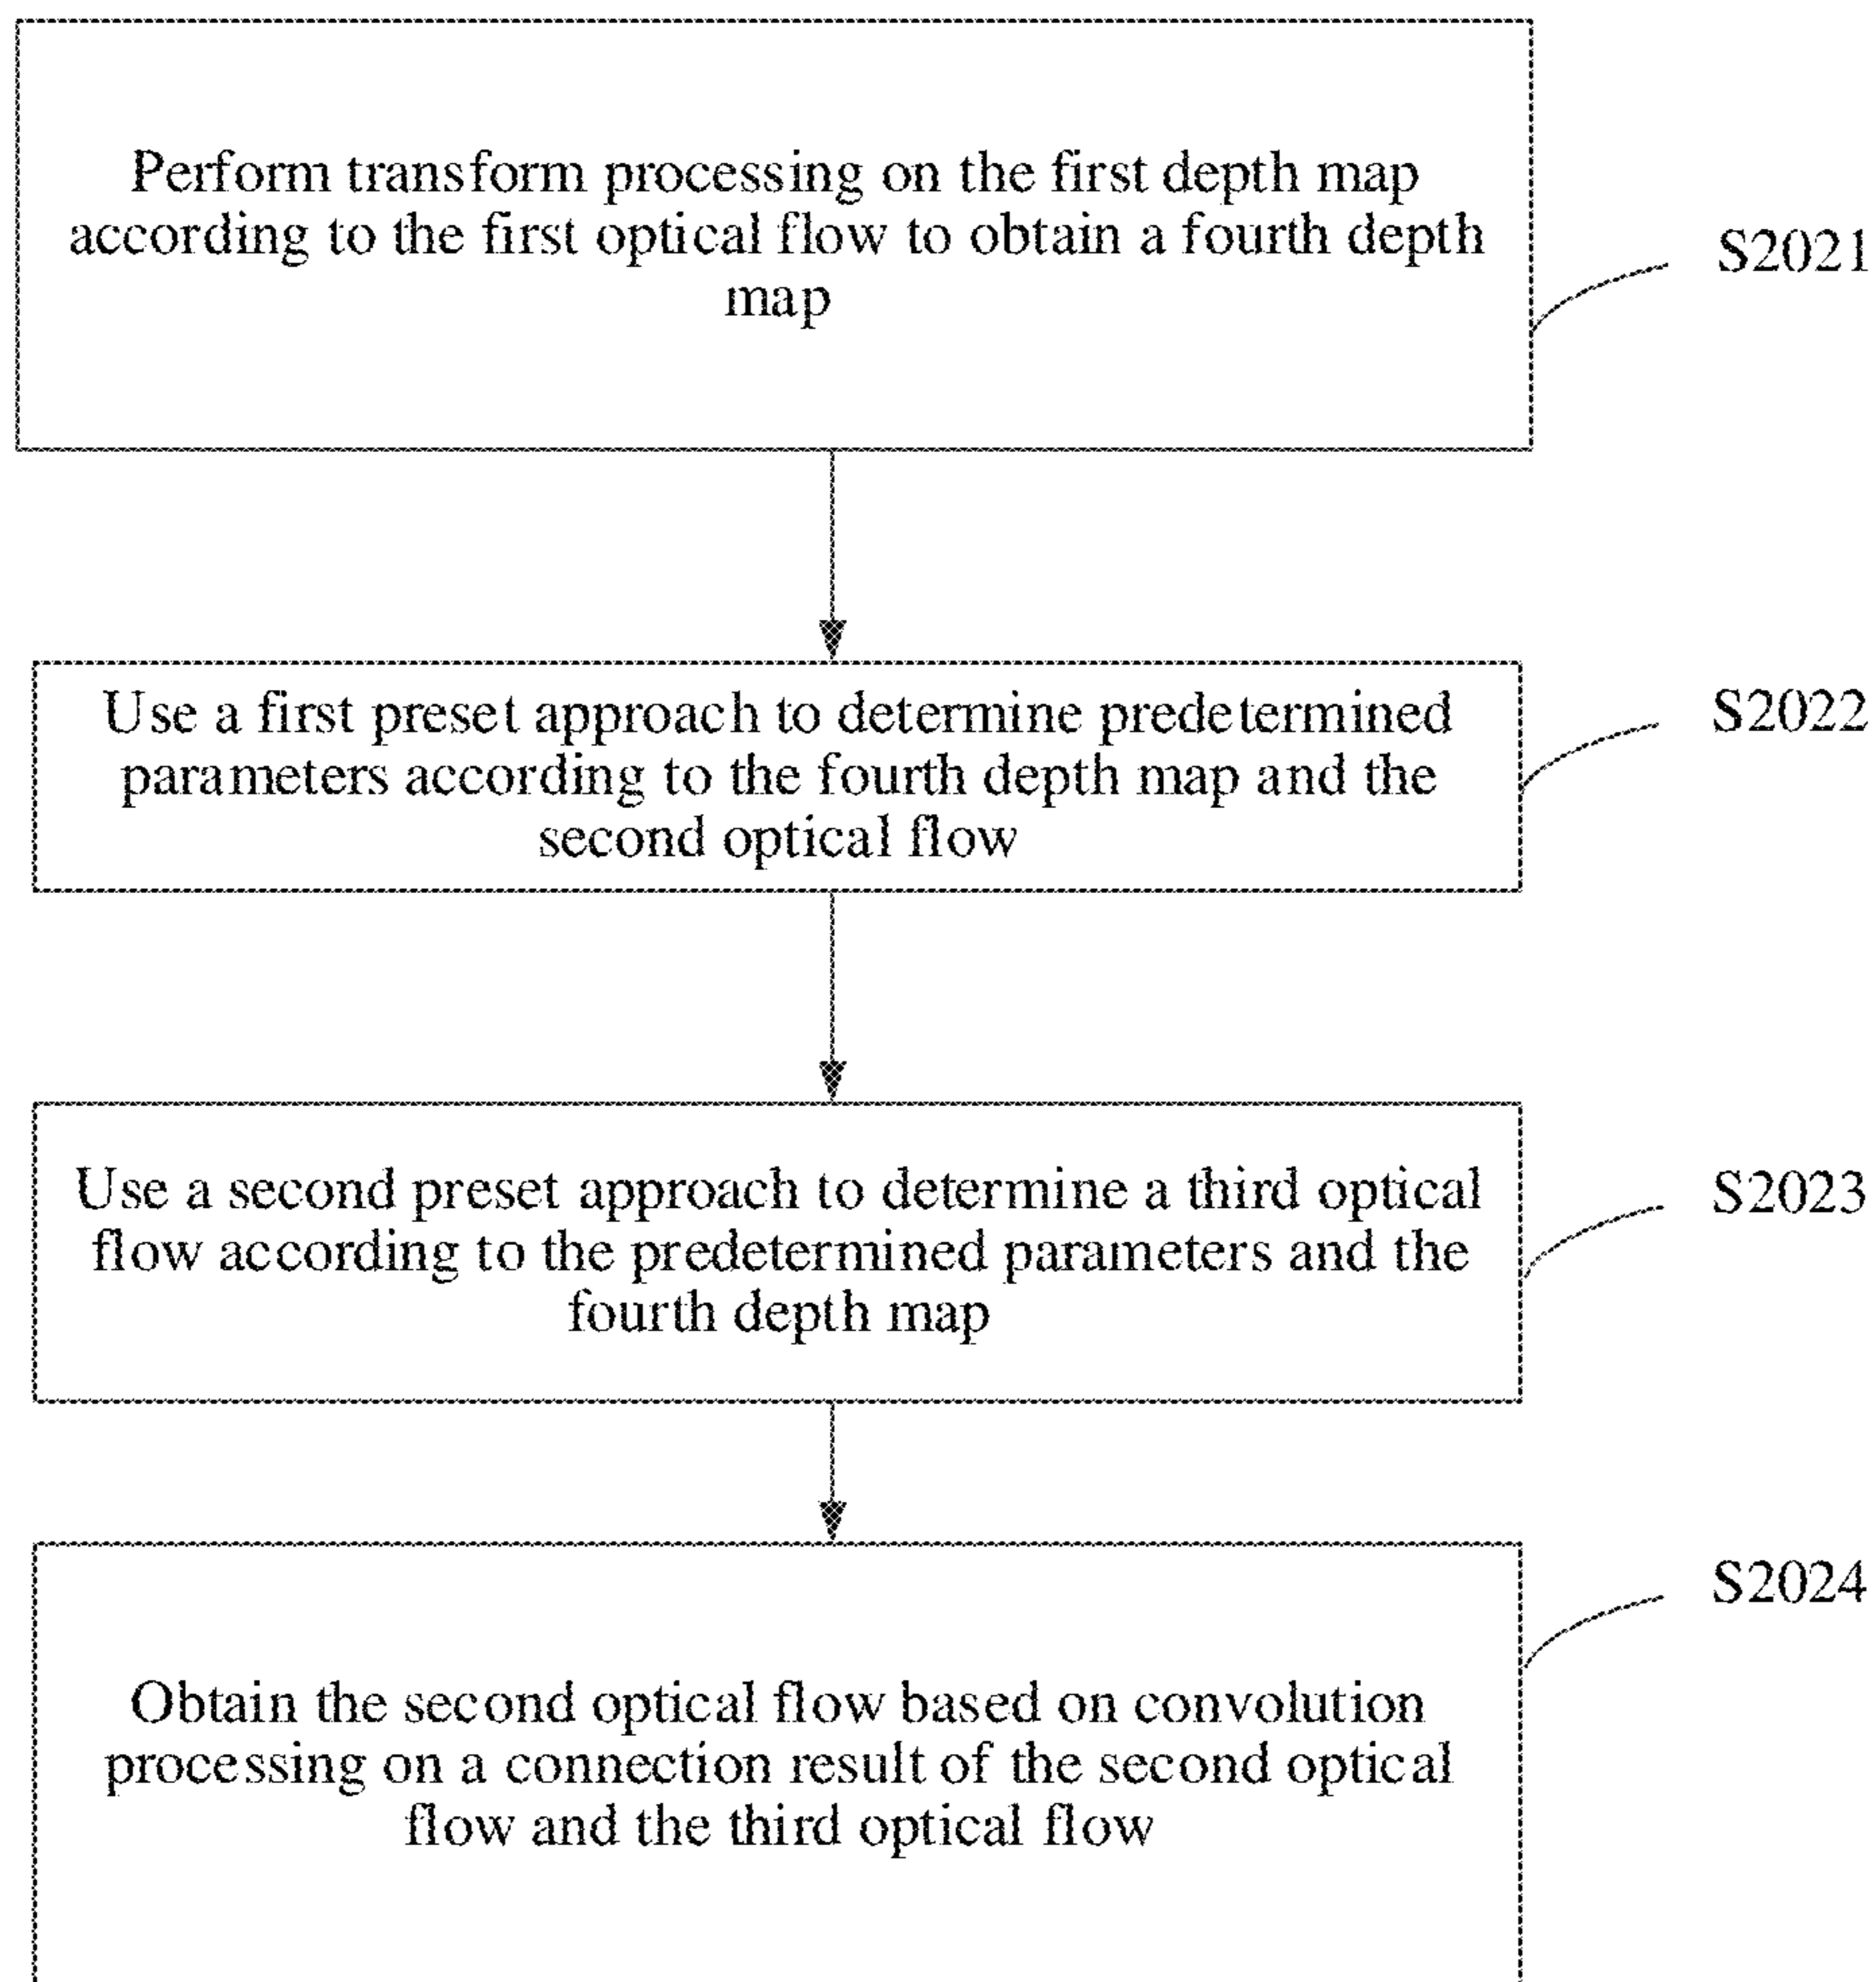 Perform transform processing on the first depth map
according to the first optical flow to obtain a fourth depth
map
S2021
Use a first preset approach to determine predetermined
parameters according to the fourth depth map and the
second optical flow
S2022
Use a second preset approach to determine a third optical
flow according to the predetermined parameters and the
fourth depth map
S2023
Obtain the second optical flow based on convolution
processing on a connection result of the second optical
flow and the third optical flow
S2024